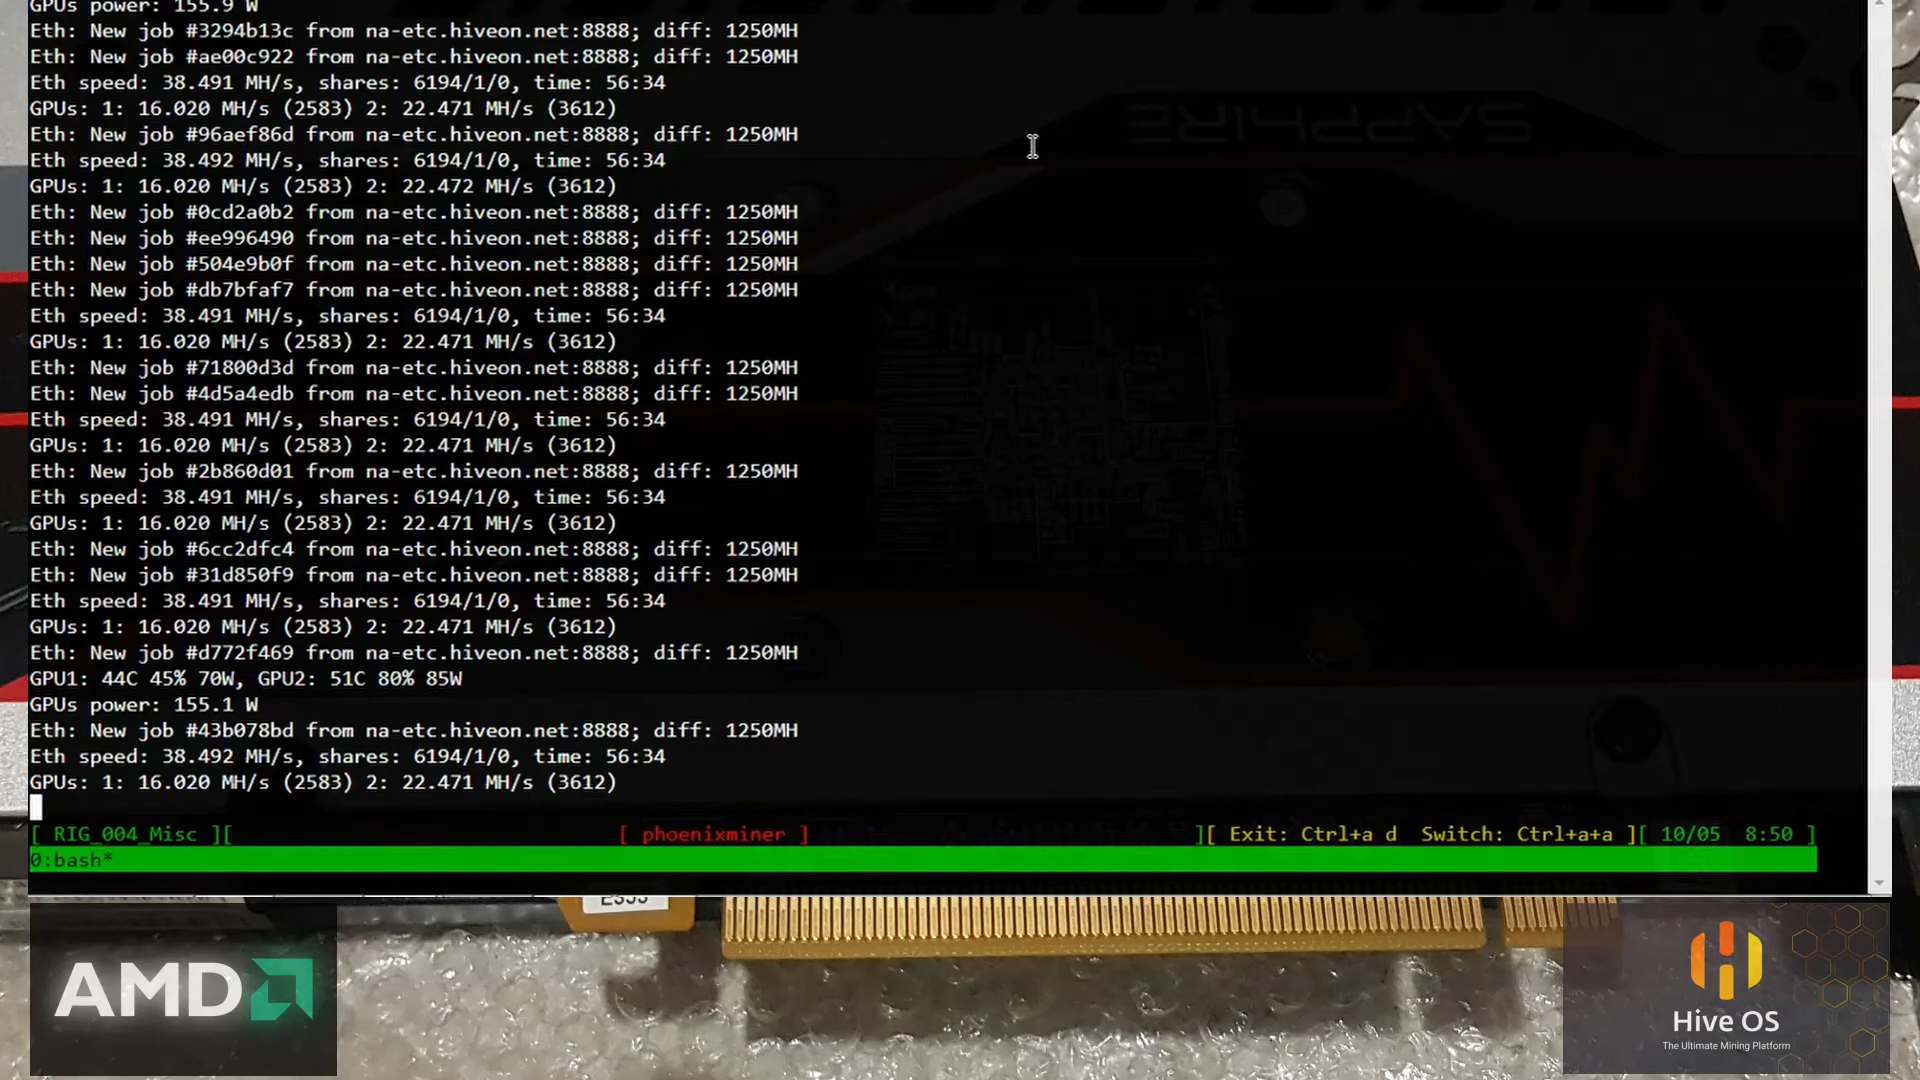 GPUs power: 155.9 W
Eth: New job #3294b13c from na-etc.hiveon.net:8888; diff: 1250MH
Eth: New job #ae00c922 from na-etc.hiveon.net:8888; diff: 1250MH
Eth speed: 38.491 MH/s, shares: 6194/1/0, time: 56:34
GPUs: 1: 16.020 MH/s (2583) 2: 22.471 MH/s (3612)
Eth: New job #96aef86d from na-etc.hiveon.net:8888; diff: 1250MH
Eth speed: 38.492 MH/s, shares: 6194/1/0, time: 56:34
GPUs: 1: 16.020 MH/s (2583) 2: 22.472 MH/s (3612)
Eth: New job #0cd2a0b2 from na-etc.hiveon.net:8888; diff: 1250MH
Eth: New job #ee996490 from na-etc.hiveon.net:8888; diff: 1250MH
Eth: New job #504e9b0f from na-etc.hiveon.net:8888; diff: 1250MH
Eth: New job #db7bfaf7 from na-etc.hiveon.net:8888; diff: 1250MH
Eth speed: 38.491 MH/s, shares: 6194/1/0, time: 56:34
GPUs: 1: 16.020 MH/s (2583) 2: 22.471 MH/s (3612)
Eth: New job #71800d3d from na-etc.hiveon.net:8888; diff: 1250MH
Eth: New job #4d5a4edb from na-etc.hiveon.net:8888; diff: 1250MH
Eth speed: 38.491 MH/s, shares: 6194/1/0, time: 56:34
GPUs: 1: 16.020 MH/s (2583) 2: 22.471 MH/s (3612)
Eth: New job #2b860d01 from na-etc.hiveon.net:8888; diff: 1250MH
Eth speed: 38.491 MH/s, shares: 6194/1/0, time: 56:34
GPUs: 1: 16.020 MH/s (2583) 2: 22.471 MH/s (3612)
Eth: New job #6cc2dfc4 from na-etc.hiveon.net:8888; diff: 1250MH
Eth: New job #31d850f9 from na-etc.hiveon.net:8888; diff: 1250MH
Eth speed: 38.491 MH/s, shares: 6194/1/0, time: 56:34
GPUs: 1: 16.020 MH/s (2583) 2: 22.471 MH/s (3612)
Eth: New job #d772f469 from na-etc.hiveon.net:8888; diff: 1250MH
GPU1: 44C 45% 70W, GPU2: 51C 80% 85W
GPUs power: 155.1 W
Eth: New job #43b078bd from na-etc.hiveon.net:8888; diff: 1250MH
Eth speed: 38.492 MH/s, shares: 6194/1/0, time: 56:34
GPUs: 1: 16.020 MH/s (2583) 2: 22.471 MH/s (3612)
[ RIG_004_Misc ][ [ phoenixminer ] ][ Exit: Ctrl+a d Switch: Ctrl+a+a ][ 10/05 8:50 ]
0:bash*
SAPPHIRE
AMD
Hive OS
The Ultimate Mining Platform